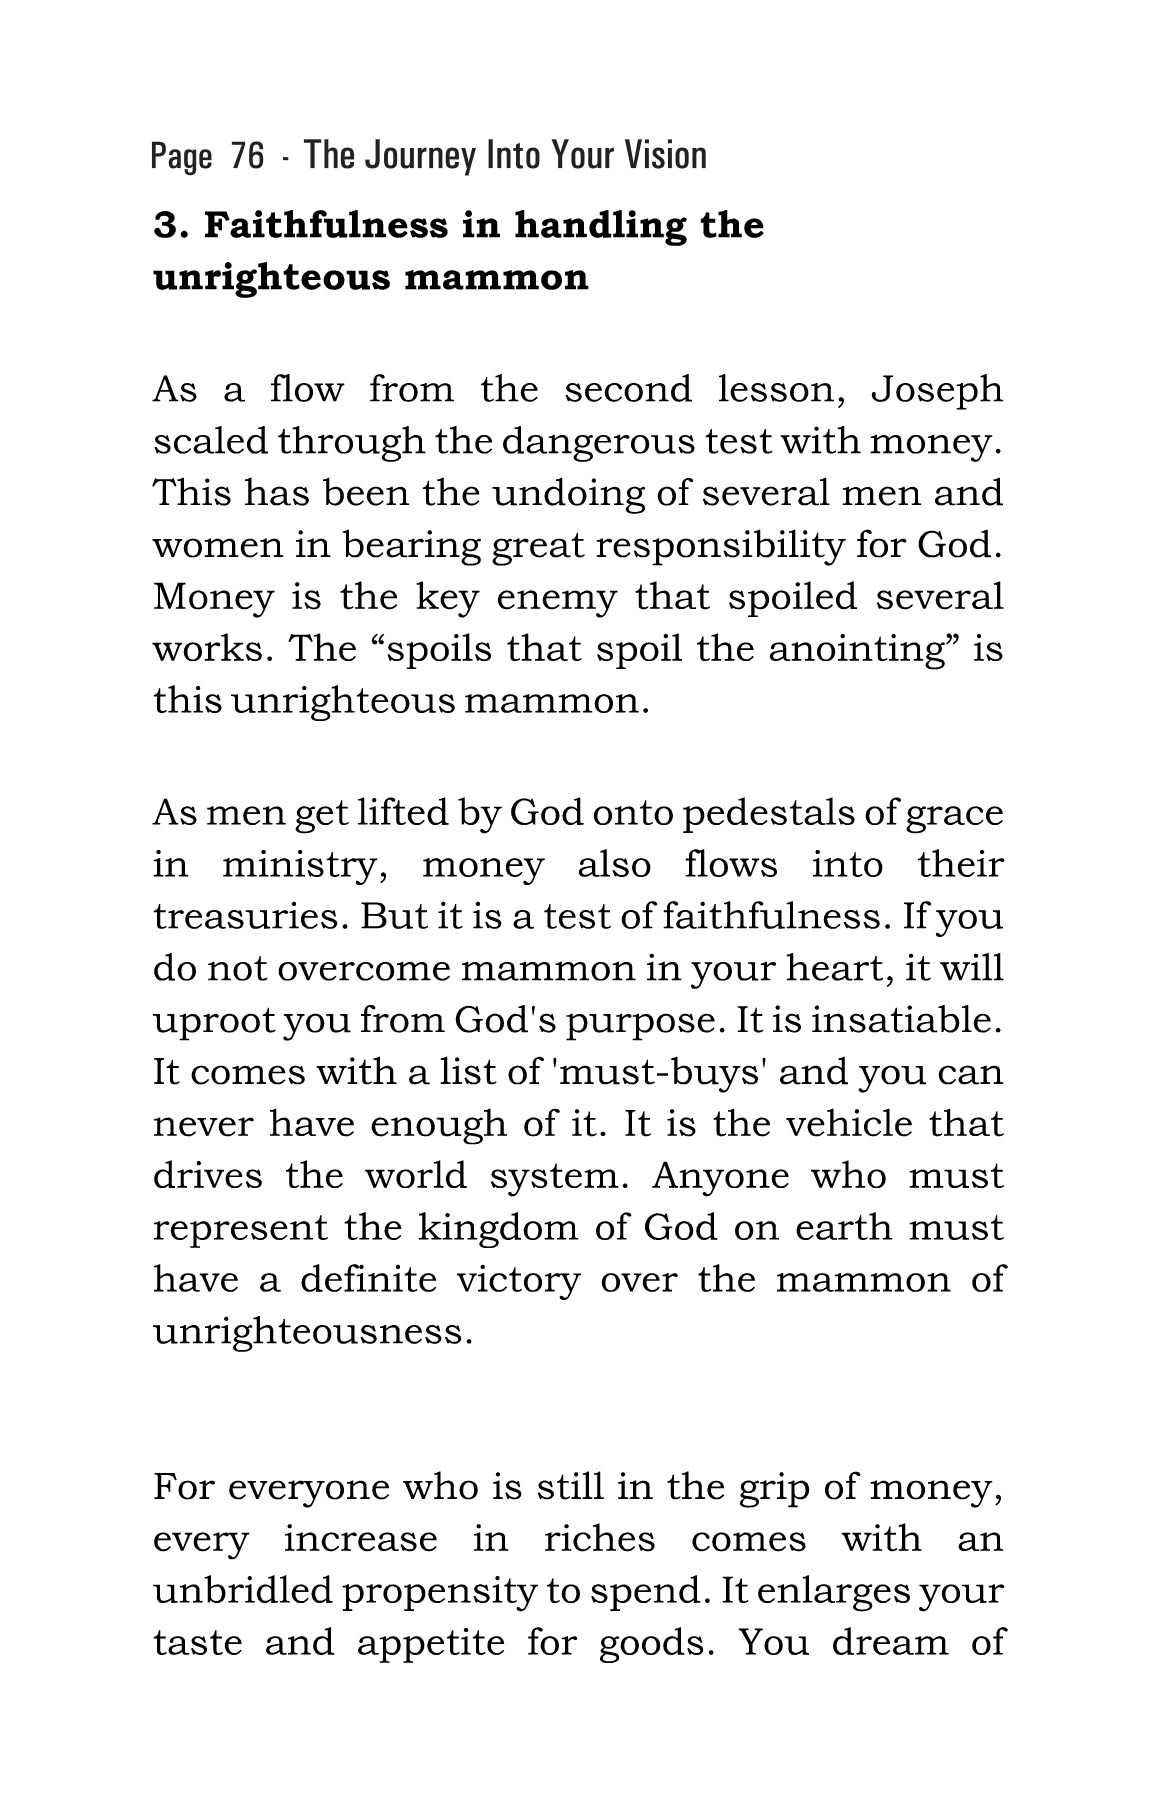 Page 76 - The Journey Into Your Vision
3. Faithfulness in handling the
unrighteous mammon
As a flow from the second lesson, Joseph
scaled through the dangerous test with money.
This has been the undoing of several men and
women in bearing great responsibility for God.
Money is the key enemy that spoiled several
works. The “spoils that spoil the anointing” is
this unrighteous mammon.
As men get lifted by God onto pedestals of grace
in ministry, money also flows into their
treasuries. But it is a test of faithfulness. If you
do not overcome mammon in your heart, it will
uproot you from God's purpose. It is insatiable.
It comes with a list of 'must-buys' and you can
never have enough of it. It is the vehicle that
drives the world system. Anyone who must
represent the kingdom of God on earth must
have a definite victory over the mammon of
unrighteousness.
For everyone who is still in the grip of money,
every increase in riches comes with an
unbridled propensity to spend. It enlarges your
taste and appetite for goods. You dream of